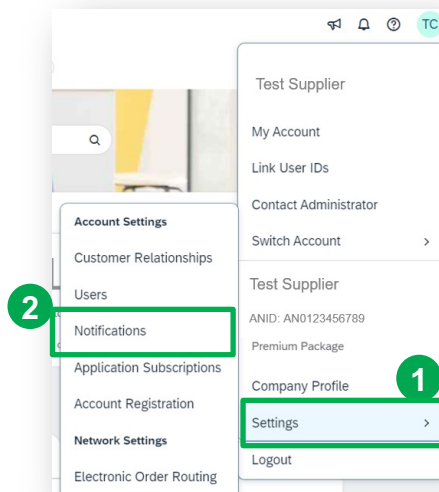 TC
Test Supplier
My Account
Link User IDs
Contact Administrator
Switch Account
Test Supplier
ANID: AN0123456789
Premium Package
Company Profile
1
Settings
Logout
Account Settings
Customer Relationships
Users
2
Notifications
Application Subscriptions
Account Registration
Network Settings
Electronic Order Routing